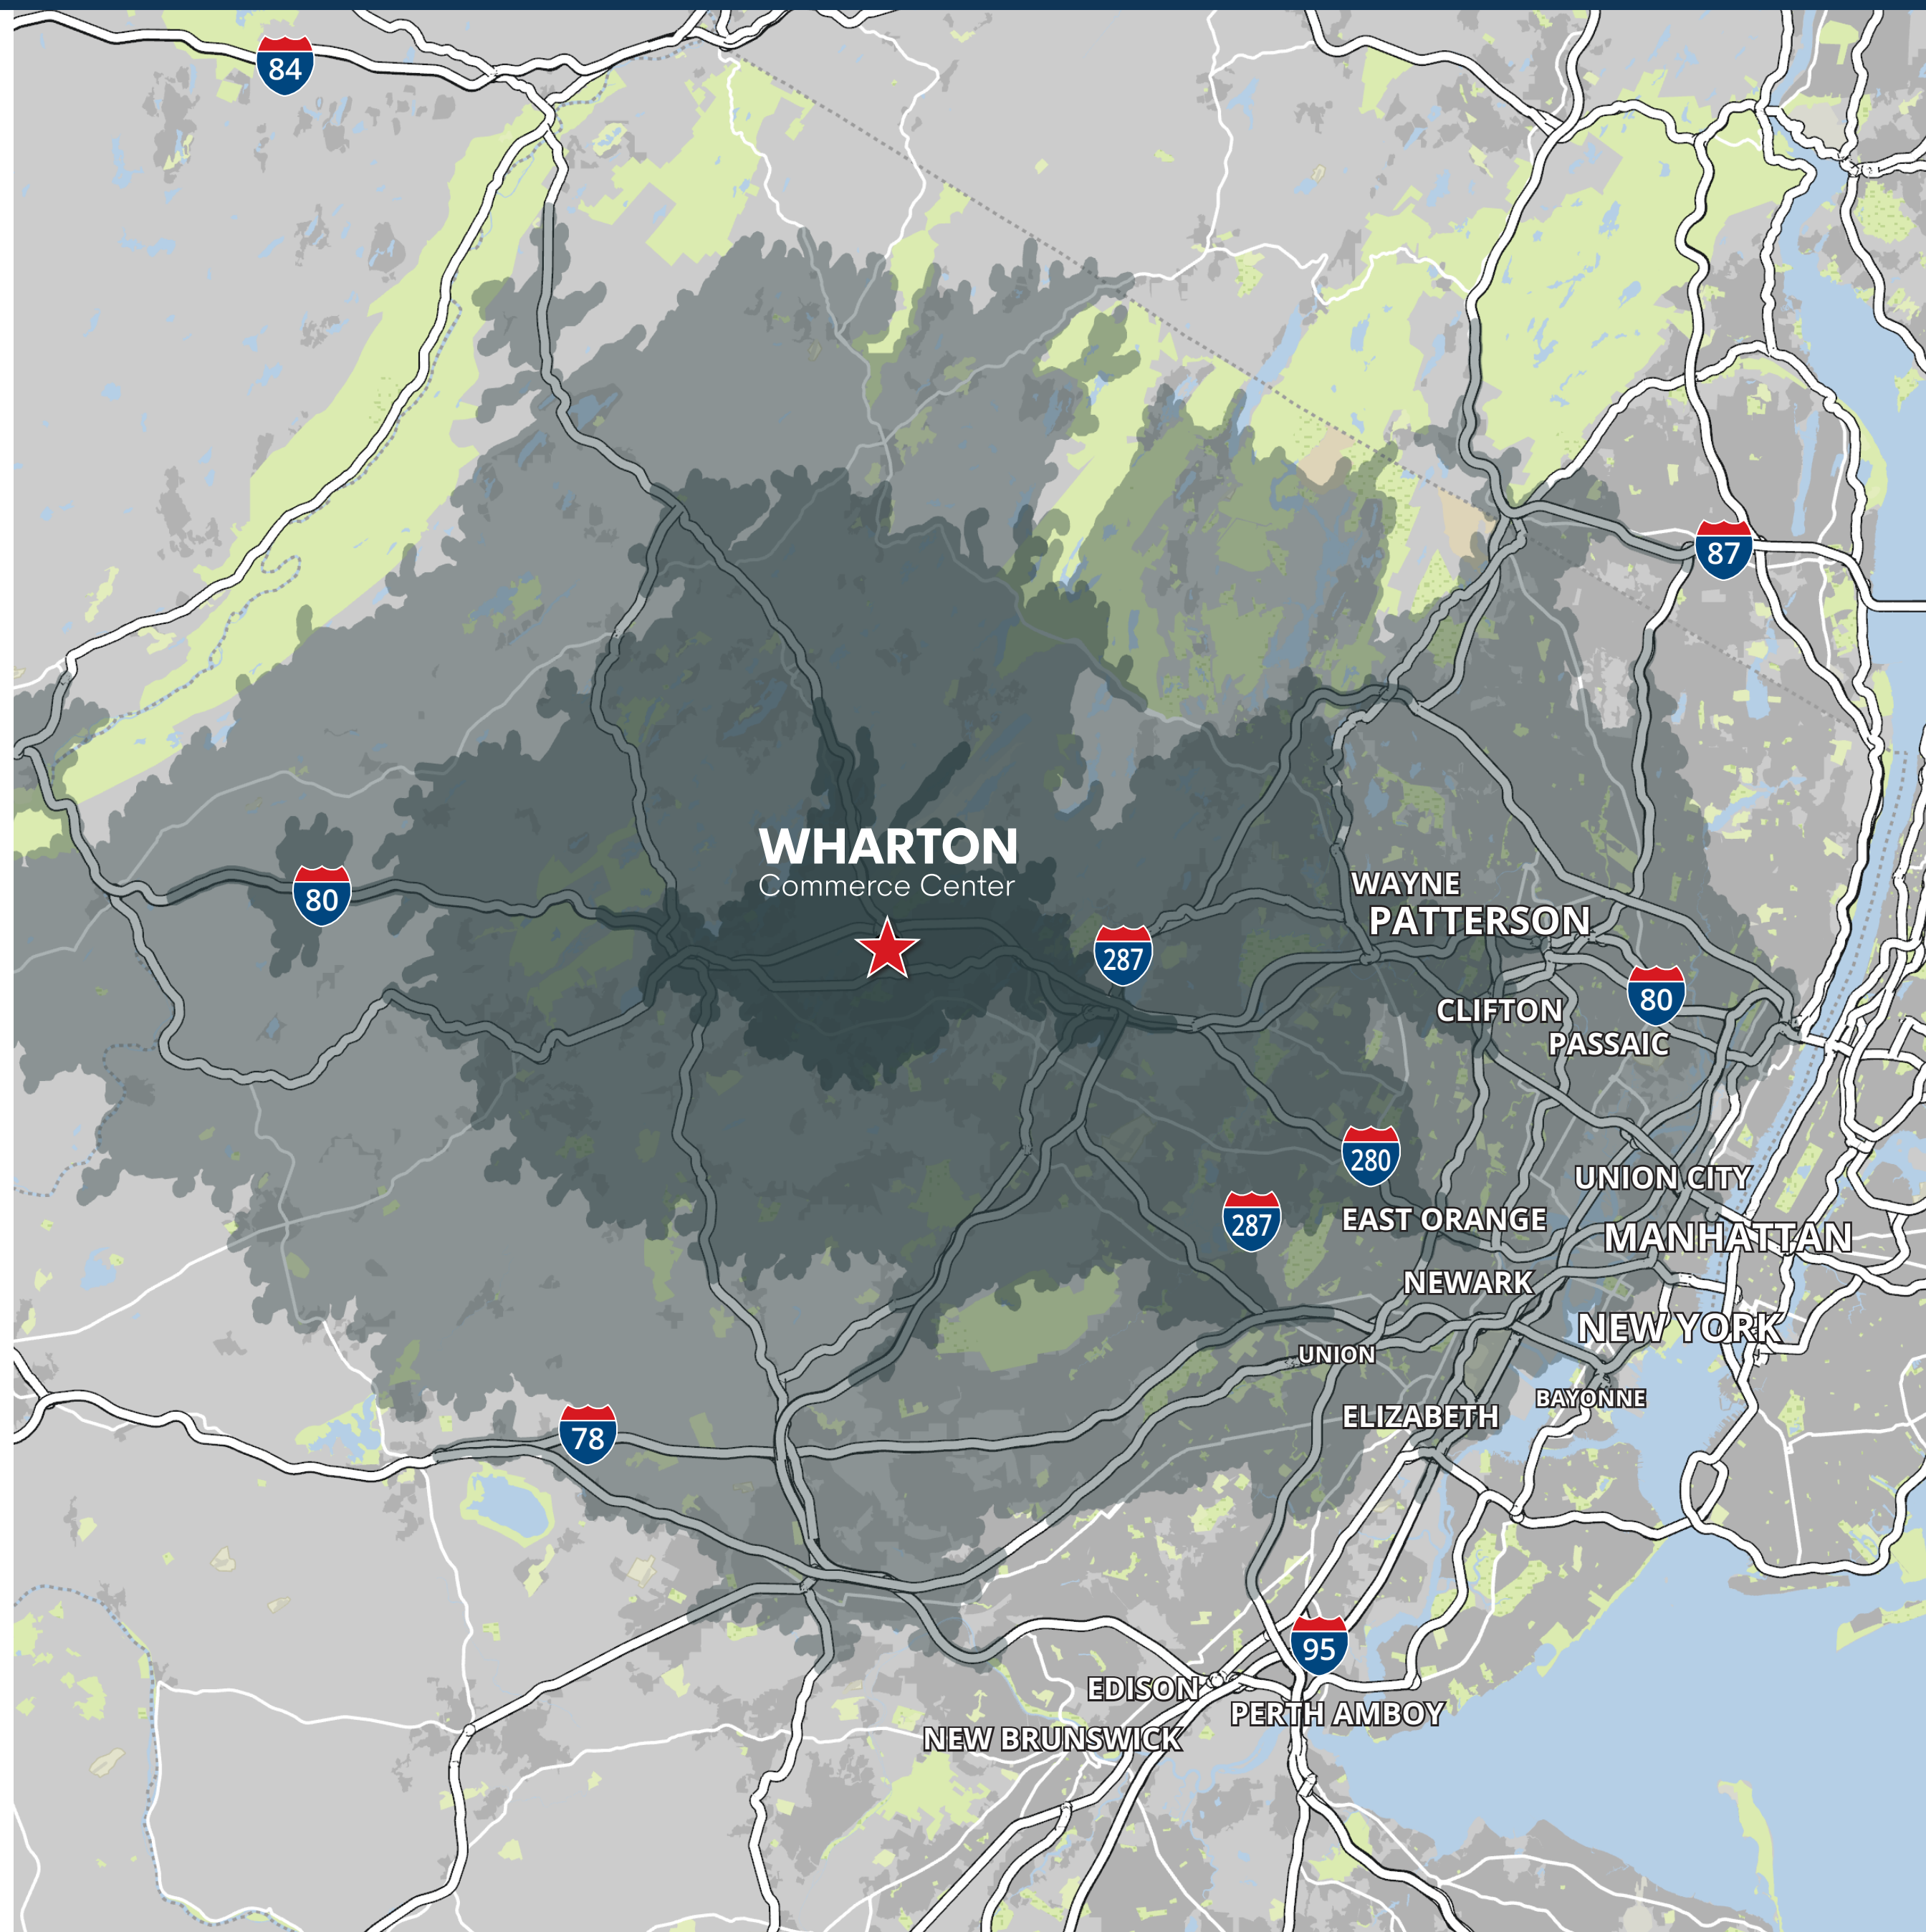 84
87
WHARTON
Commerce Center
80
WAYNE
PATTERSON
287
80
CLIFTON
PASSAIC
280
UNION CITY
287
EAST ORANGE
MANHATTAN
NEWARK
NEW YORK
UNION
BAYONNE
ELIZABETH
78
95
EDISON
PERTH AMBOY
NEW BRUNSWICK